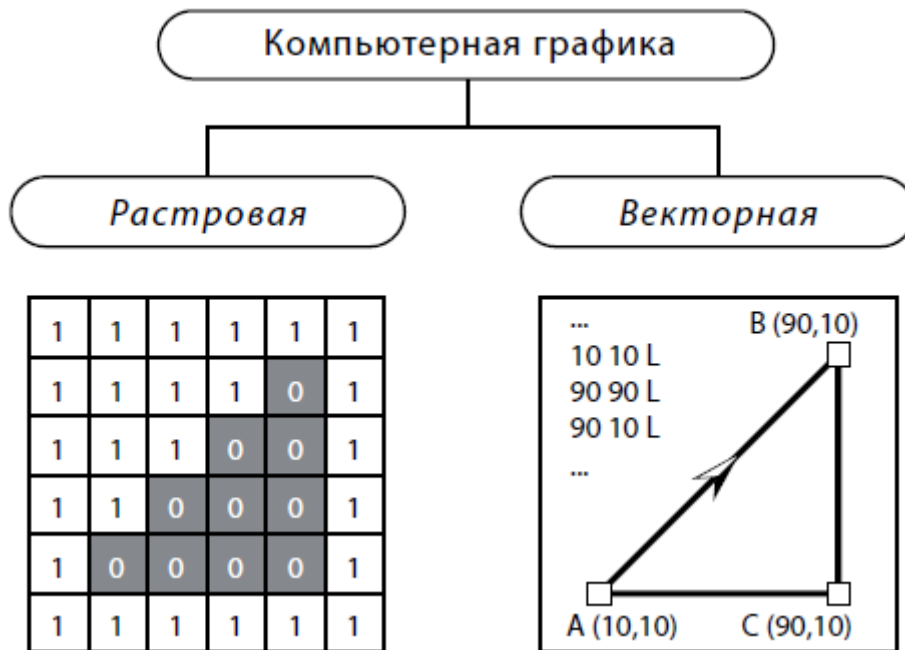 Компьютерная графика
Растровая
Векторная
1 1 1 1 1 1
1 1 1 1 0 1
1 1 1 0 0 1
1 1 0 0 0 1
1 0 0 0 0 1
1 1 1 1 1 1
...
B (90,10)
10 10 L
90 90 L
90 10 L
...
A (10,10)
C (90,10)